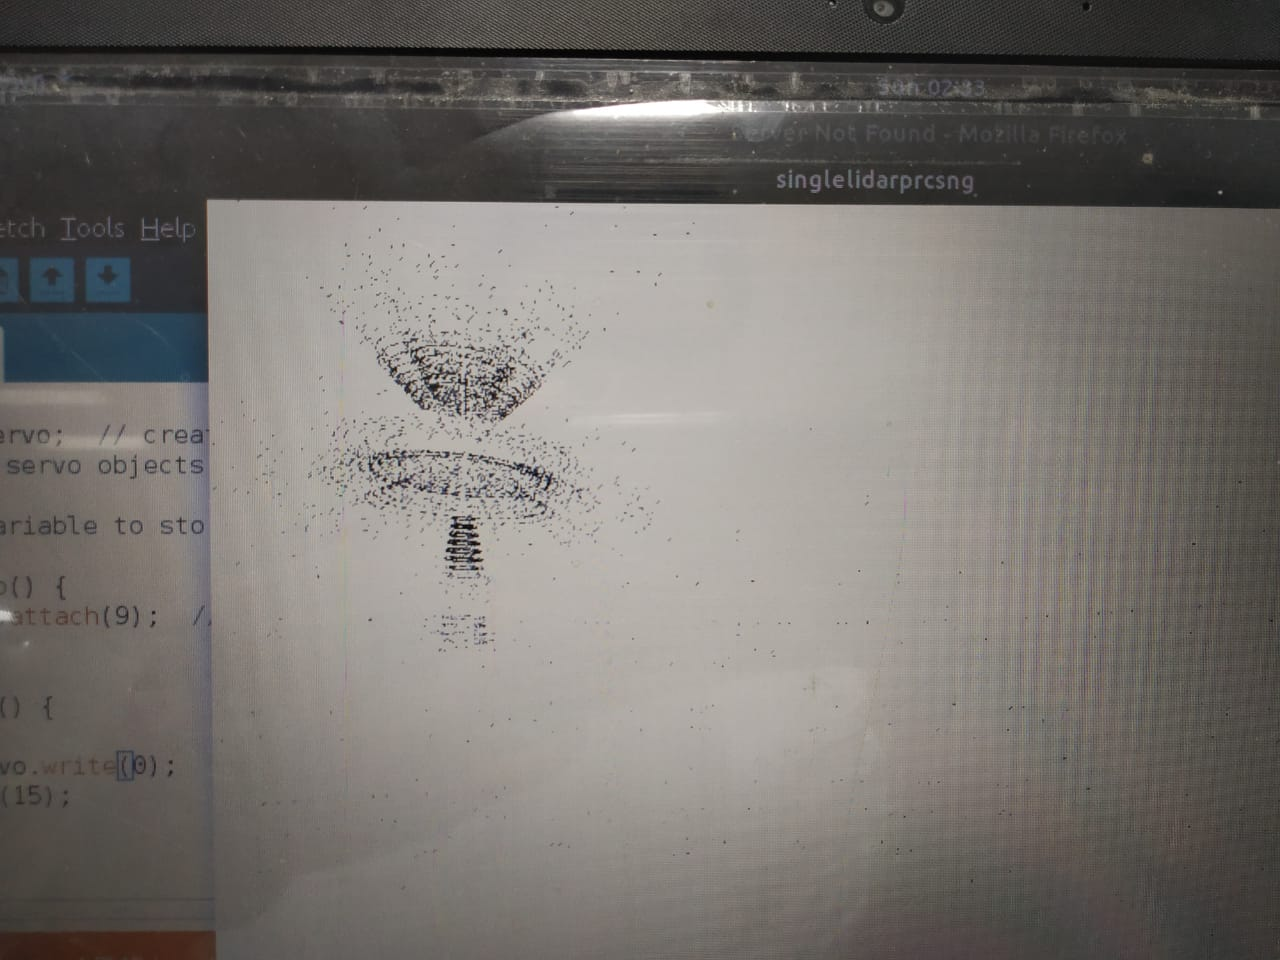 Sun 02:33
Server Not Found - Mozilla Firefox
singlelidarprcsng
etch Tools Help
ervo; // crea
servo objects
ariable to sto
() {
attach(9); //
() {
vo.write(0);
(15);